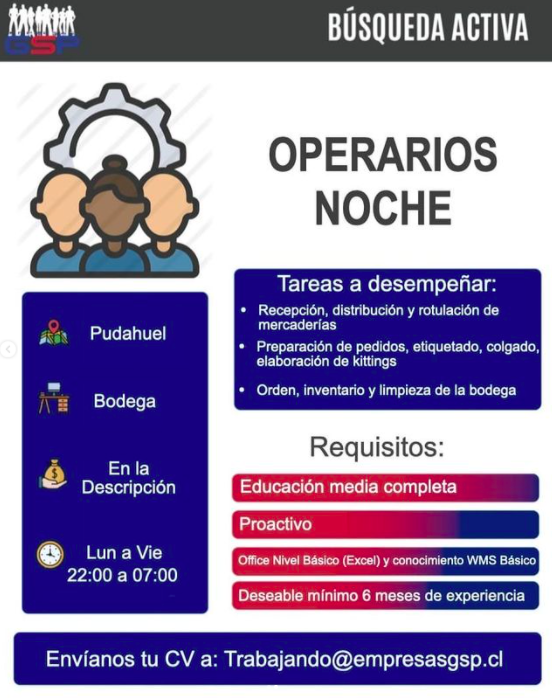 GSP
BÚSQUEDA ACTIVA
OPERARIOS
NOCHE
Pudahuel
Bodega
En la
Descripción
Lun a Vie
22:00 a 07:00
Tareas a desempeñar:
• Recepción, distribución y rotulación de
mercaderías
• Preparación de pedidos, etiquetado, colgado,
elaboración de kittings
• Orden, inventario y limpieza de la bodega
Requisitos:
Educación media completa
Proactivo
Office Nivel Básico (Excel) y conocimiento WMS Básico
Deseable mínimo 6 meses de experiencia
Envíanos tu CV a: Trabajando@empresasgsp.cl